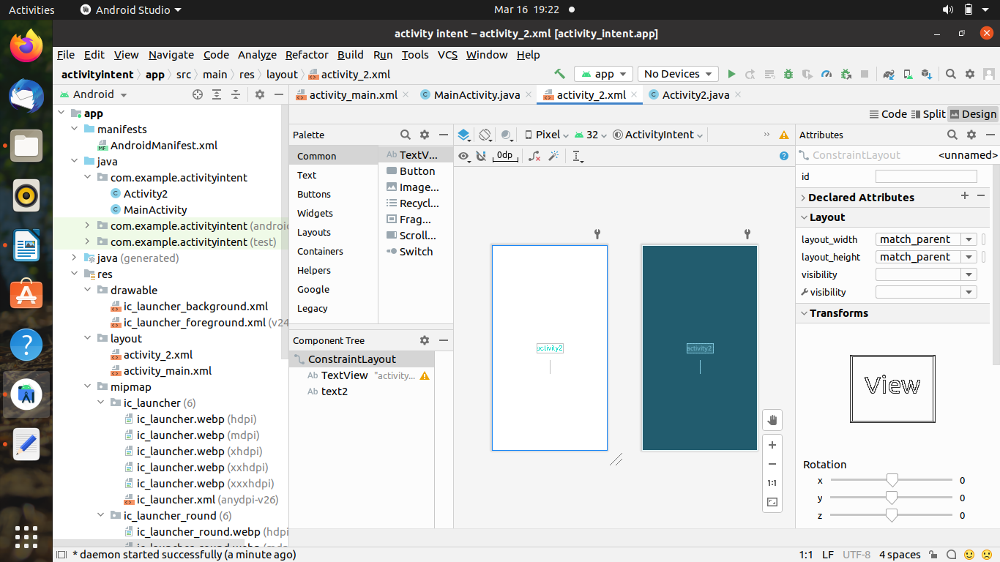 Activities
Android Studio
Mar 16 19:22
activity intent – activity_2.xml [activity_intent.app]
File Edit View Navigate Code Analyze Refactor Build Run Tools VCS Window Help
activityintent app src main res layout activity_2.xml
app
No Devices
Android
activity_main.xml
MainActivity.java
activity_2.xml
Activity2.java
Code
Split
Design
app
manifests
AndroidManifest.xml
java
com.example.activityintent
Activity2
MainActivity
com.example.activityintent (androi
com.example.activityintent (test)
java (generated)
res
drawable
ic_launcher_background.xml
ic_launcher_foreground.xml (v24
layout
activity_2.xml
activity_main.xml
mipmap
ic_launcher (6)
ic_launcher.webp (hdpi)
ic_launcher.webp (mdpi)
ic_launcher.webp (xhdpi)
ic_launcher.webp (xxhdpi)
ic_launcher.webp (xxxhdpi)
ic_launcher.xml (anydpi-v26)
ic_launcher_round (6)
ic_launcher_round.webp (hdpi
Palette
Common
Text
Buttons
Widgets
Layouts
Containers
Helpers
Google
Legacy
Ab TextV...
Button
Image...
Recycl...
Frag...
Scroll...
Switch
Component Tree
ConstraintLayout
Ab TextView "activity...
Ab text2
Pixel
32
ActivityIntent
0dp
activity2
activity2
1:1
Attributes
ConstraintLayout
<unnamed>
id
Declared Attributes
Layout
layout_width match_parent
layout_height match_parent
visibility
visibility
Transforms
View
Rotation
x 0
y 0
z 0
* daemon started successfully (a minute ago)
1:1 LF UTF-8 4 spaces